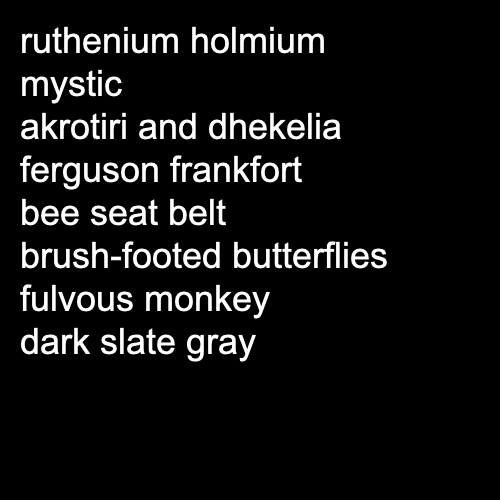 ruthenium holmium
mystic
akrotiri and dhekelia
ferguson frankfort
bee seat belt
brush-footed butterflies
fulvous monkey
dark slate gray